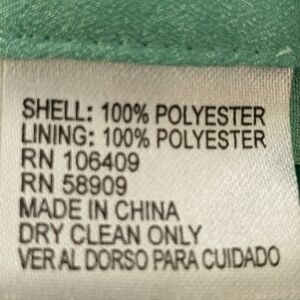 SHELL: 100% POLYESTER
LINING: 100% POLYESTER
RN 106409
RN 58909
MADE IN CHINA
DRY CLEAN ONLY
VER AL DORSO PARA CUIDADO